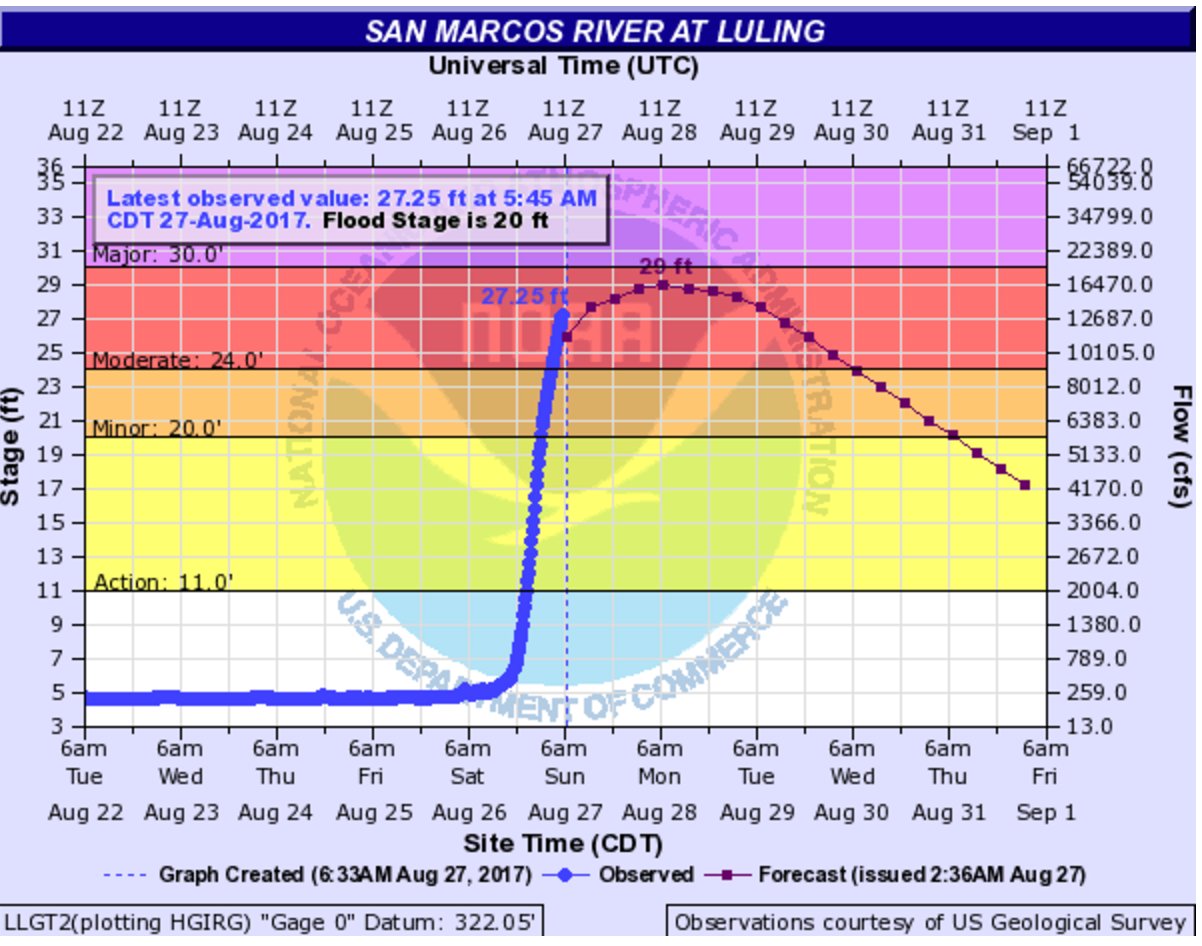 SAN MARCOS RIVER AT LULING
Universal Time (UTC)
11Z 11Z 11Z 11Z 11Z 11Z 11Z 11Z 11Z 11Z 11Z
Aug 22 Aug 23 Aug 24 Aug 25 Aug 26 Aug 27 Aug 28 Aug 29 Aug 30 Aug 31 Sep 1
36 66722.0
35 54039.0
Latest observed value: 27.25 ft at 5:45 AM
CDT 27-Aug-2017. Flood Stage is 20 ft
33 34799.0
31 22389.0
Major: 30.0'
29 ft
29 16470.0
27.25 ft
27 12687.0
25 10105.0
Moderate: 24.0'
23 8012.0
21 6383.0
Minor: 20.0'
19 5133.0
17 4170.0
15 3366.0
13 2672.0
Action: 11.0'
11 2004.0
9 1380.0
7 789.0
5 259.0
3 13.0
Stage (ft)
Flow (cfs)
NOAA
NATIONAL OCEANIC AND ATMOSPHERIC ADMINISTRATION
U.S. DEPARTMENT OF COMMERCE
6am 6am 6am 6am 6am 6am 6am 6am 6am 6am 6am
Tue Wed Thu Fri Sat Sun Mon Tue Wed Thu Fri
Aug 22 Aug 23 Aug 24 Aug 25 Aug 26 Aug 27 Aug 28 Aug 29 Aug 30 Aug 31 Sep 1
Site Time (CDT)
Graph Created (6:33AM Aug 27, 2017) Observed Forecast (issued 2:36AM Aug 27)
LLGT2(plotting HGIRG) "Gage 0" Datum: 322.05'
Observations courtesy of US Geological Survey